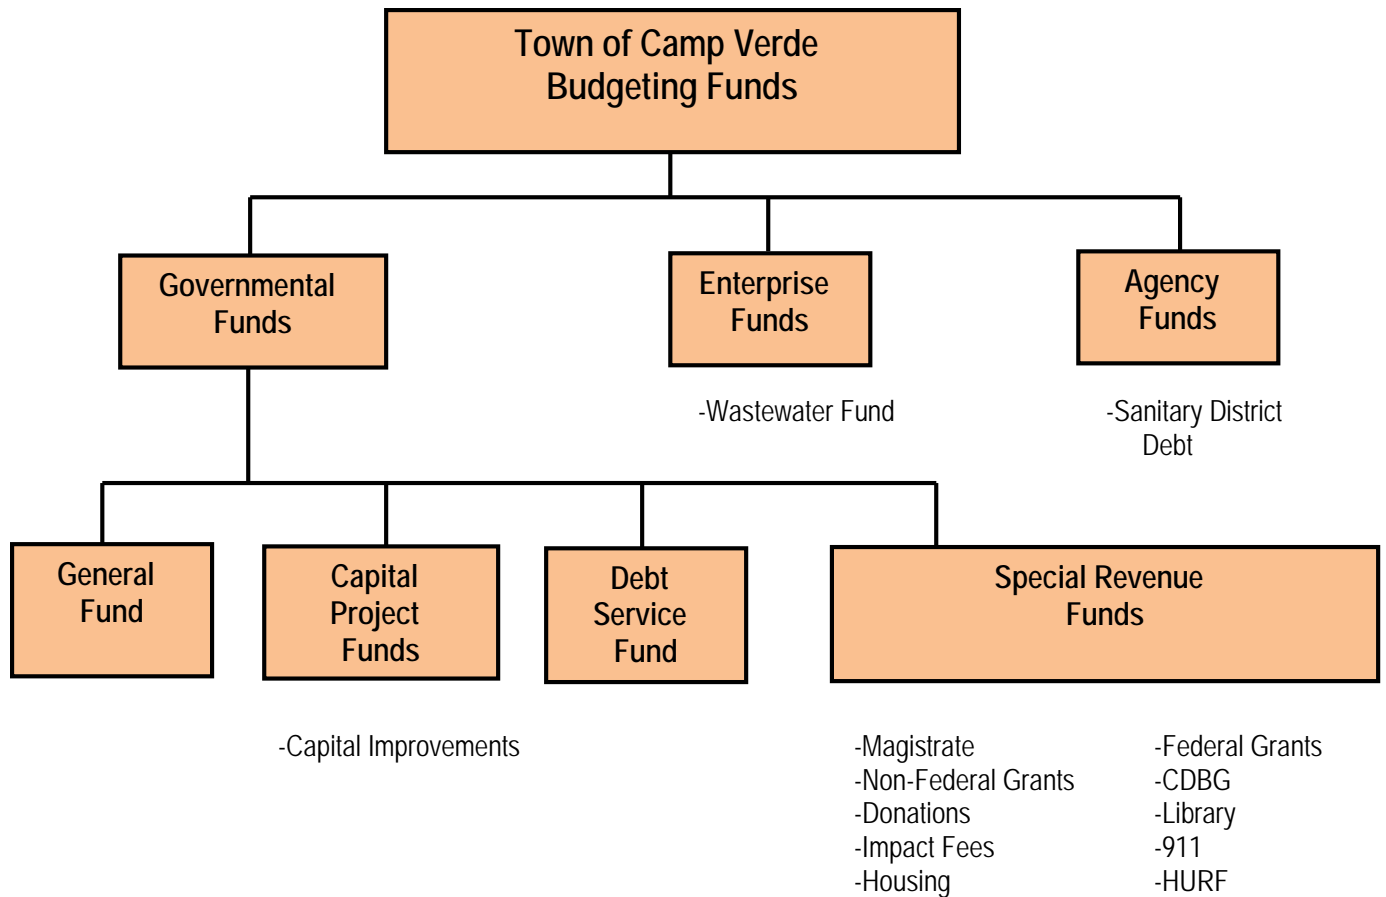 Town of Camp Verde
Budgeting Funds
Governmental
Funds
Enterprise
Funds
Agency
Funds
-Wastewater Fund
-Sanitary District
Debt
General
Fund
Capital
Project
Funds
Debt
Service
Fund
Special Revenue
Funds
-Capital Improvements
-Magistrate
-Non-Federal Grants
-Donations
-Impact Fees
-Housing
-Federal Grants
-CDBG
-Library
-911
-HURF